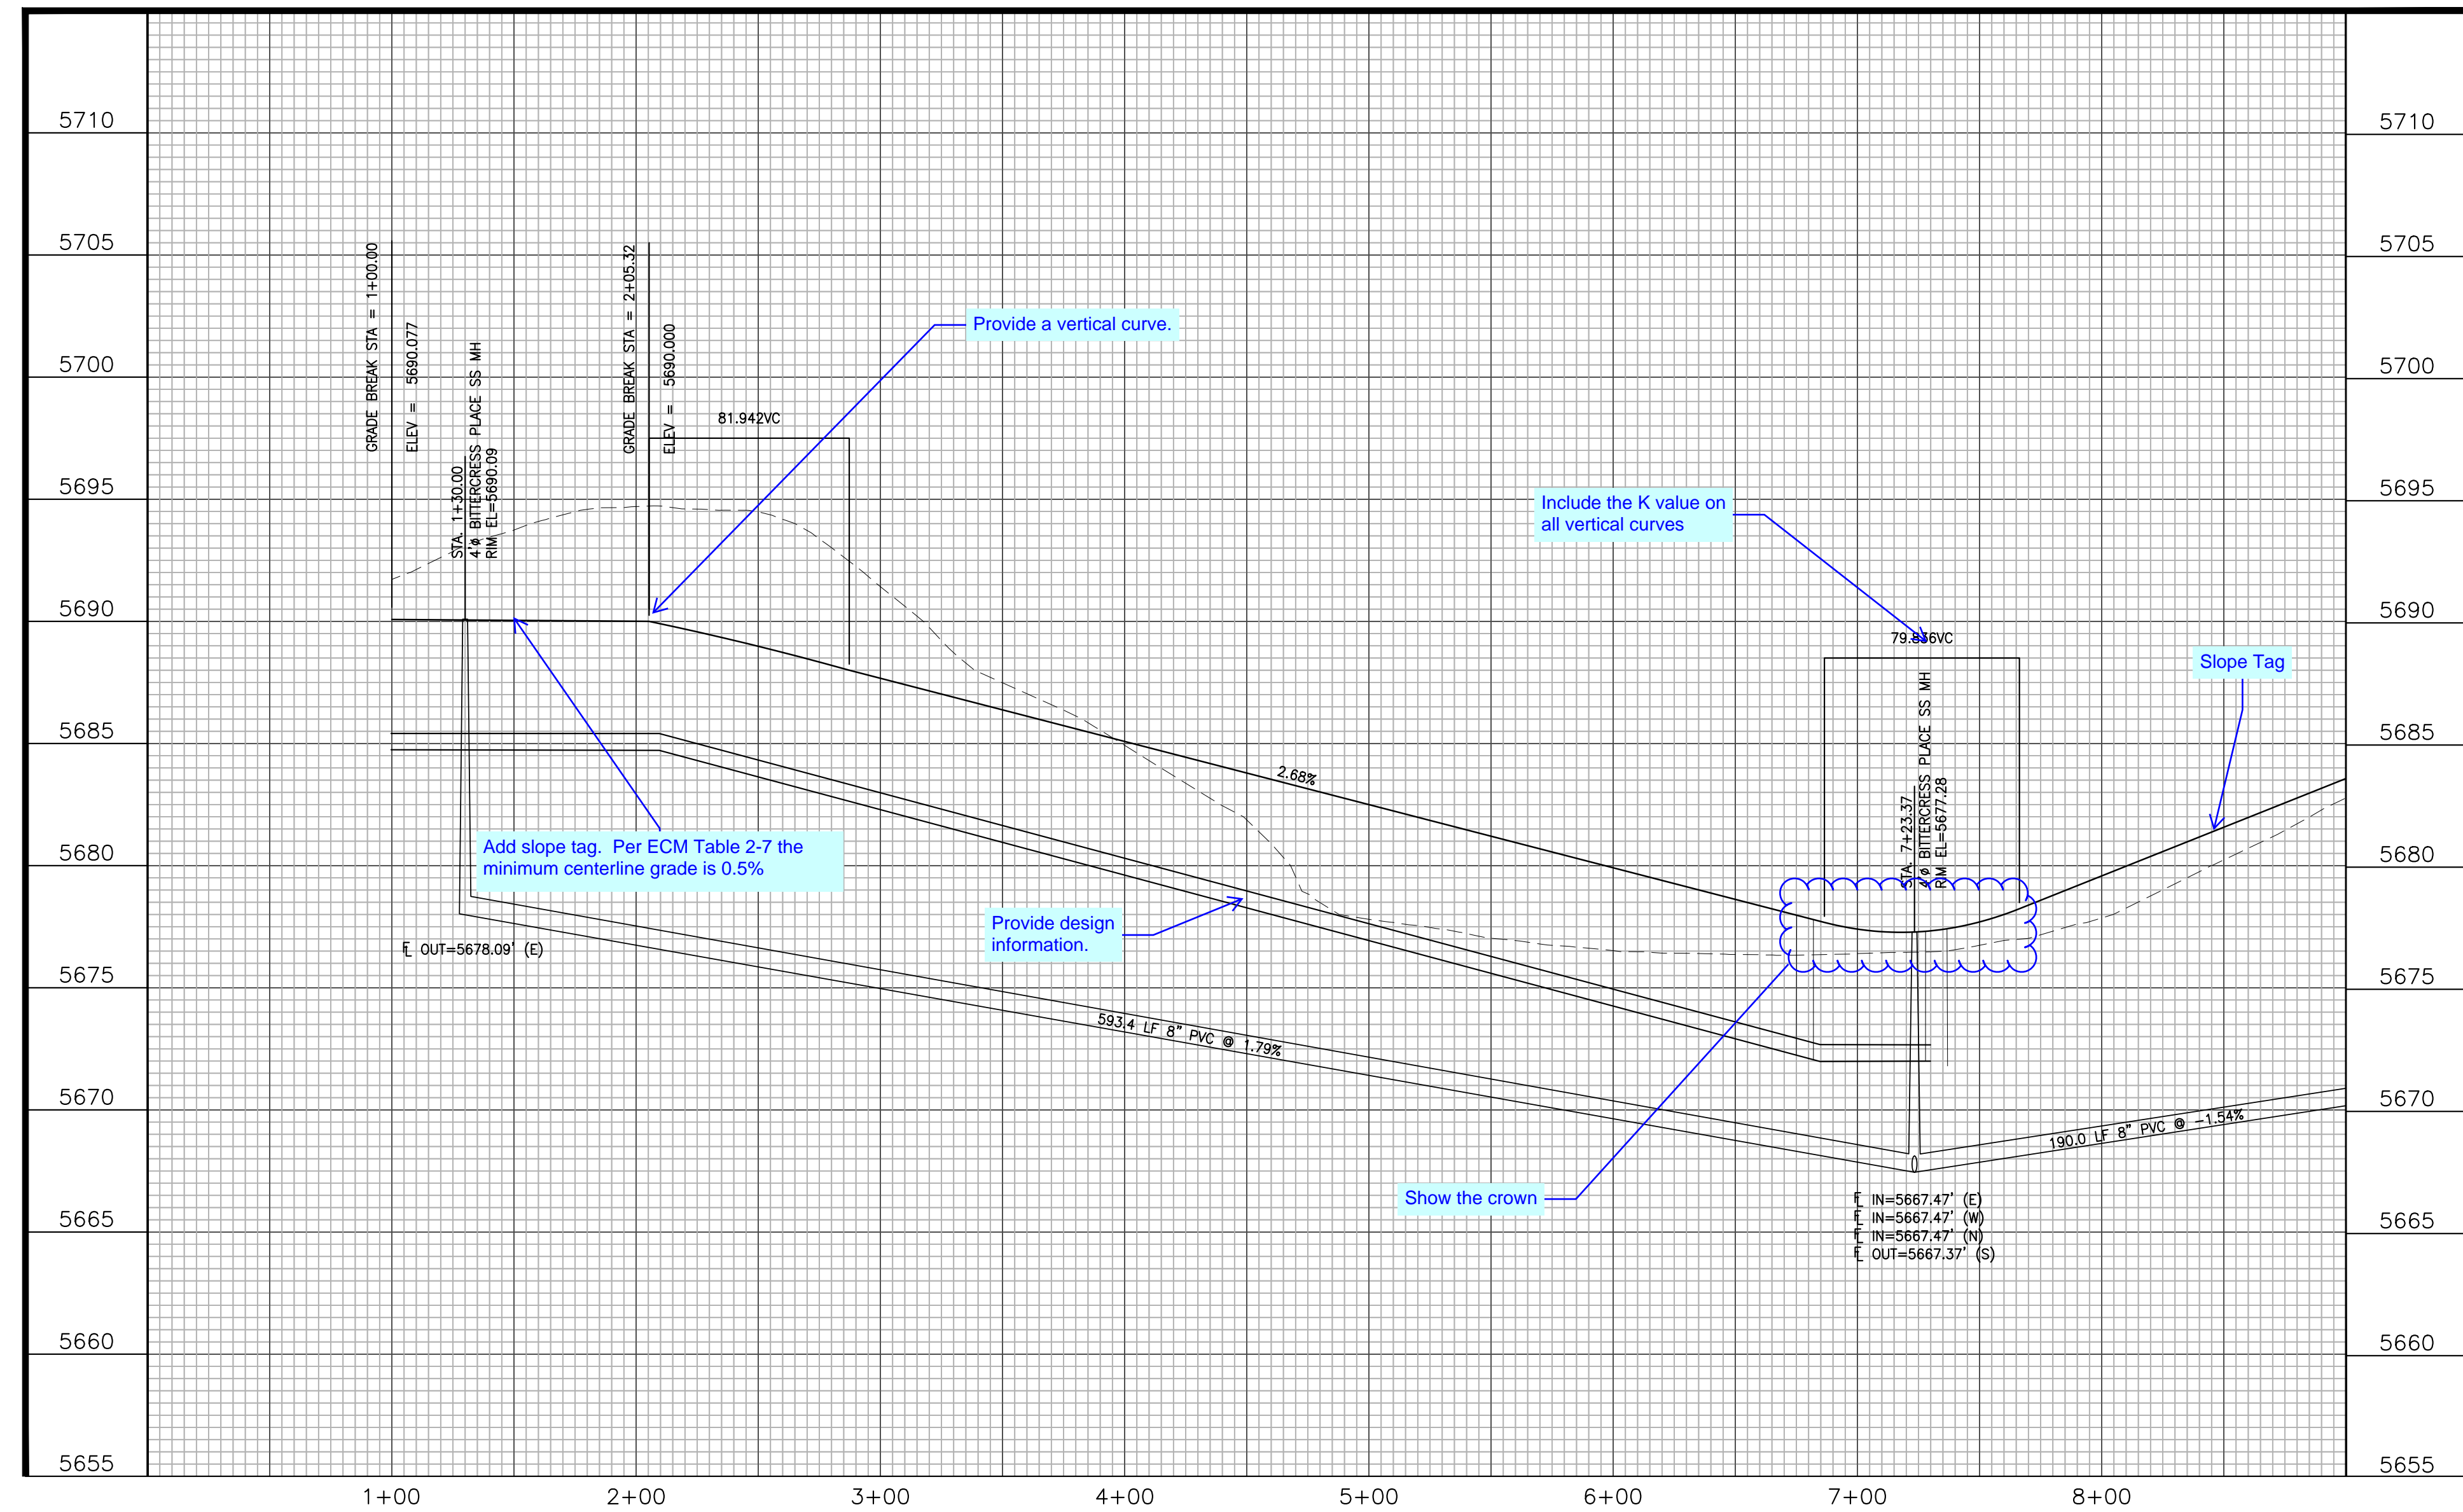 5710
5705
5700
5695
5690
5685
5680
5675
5670
5665
5660
5655
GRADE BREAK STA = 1+00.00
ELEV = 5690.077
STA. 1+30.00
4'ø BITTERCRESS PLACE SS MH
RIM EL=5690.09
GRADE BREAK STA = 2+05.32
ELEV = 5690.000
81.942VC
Provide a vertical curve.
Include the K value on
all vertical curves
79.836VC
Slope Tag
STA. 7+23.37
4'ø BITTERCRESS PLACE SS MH
RIM EL=5677.28
2.68%
Add slope tag. Per ECM Table 2-7 the
minimum centerline grade is 0.5%
Provide design
information.
℄ OUT=5678.09' (E)
593.4 LF 8" PVC @ 1.79%
190.0 LF 8" PVC @ -1.54%
Show the crown
℄ IN=5667.47' (E)
℄ IN=5667.47' (W)
℄ IN=5667.47' (N)
℄ OUT=5667.37' (S)
5710
5705
5700
5695
5690
5685
5680
5675
5670
5665
5660
5655
1+00 2+00 3+00 4+00 5+00 6+00 7+00 8+00